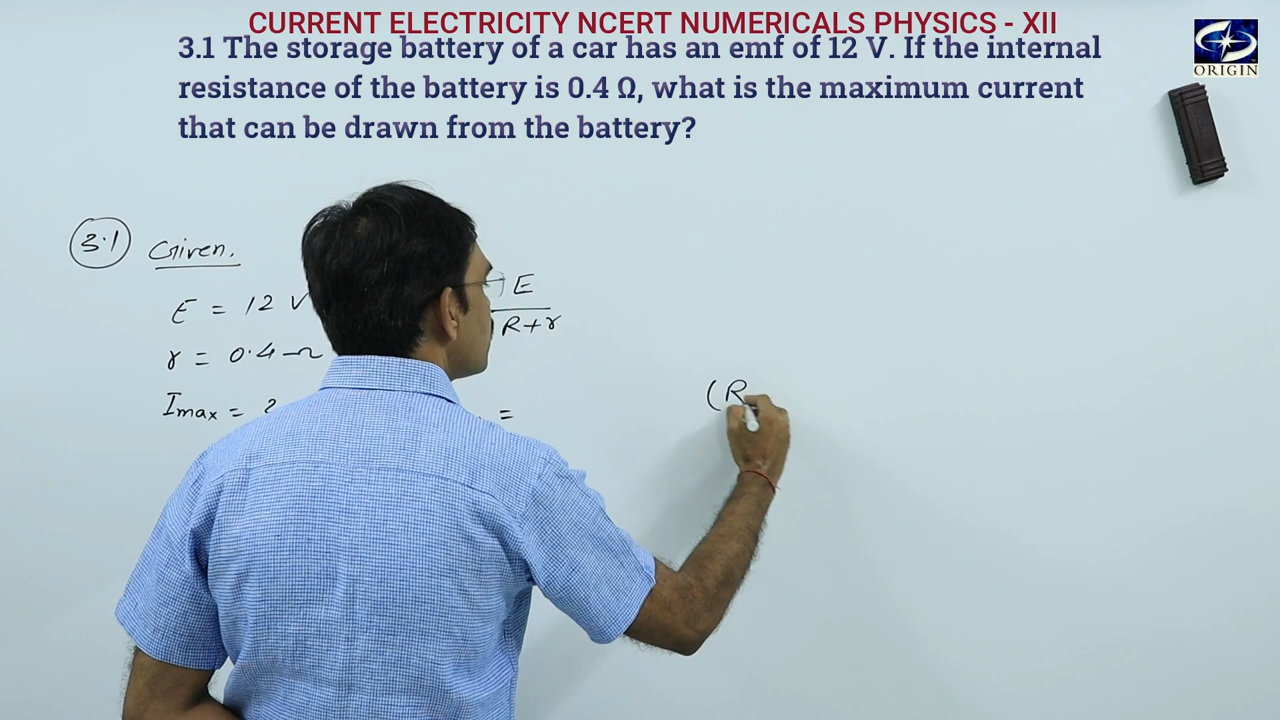 CURRENT ELECTRICITY NCERT NUMERICALS PHYSICS - XII
3.1 The storage battery of a car has an emf of 12 V. If the internal
resistance of the battery is 0.4 Ω, what is the maximum current
that can be drawn from the battery?
ORIGIN
3.1 Given.
E = 12 V
r = 0.4 Ω
Imax = ?
E
R+r
=
(R